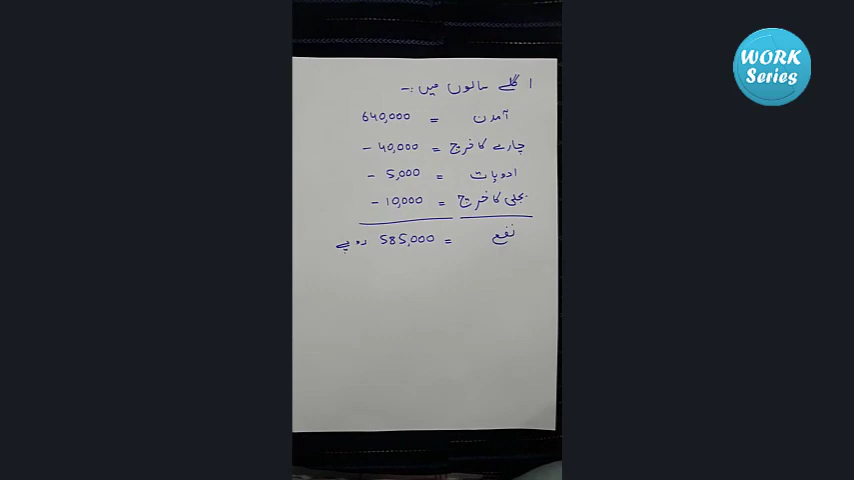 اگلے سالوں میں :-
آمدن = 640,000
چارے کا خرچ = 40,000 -
ادویات = 5,000 -
بجلی کا خرچ = 10,000 -
نفع = 585,000 روپے
WORK
Series